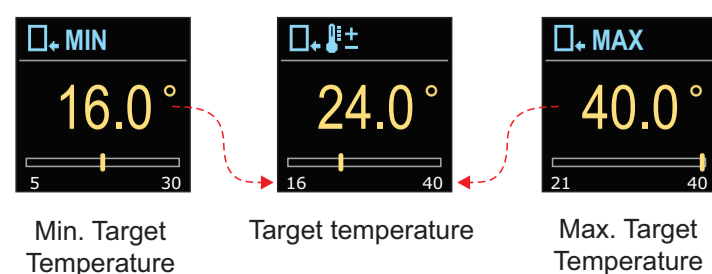 MIN
16.0°
5 30
Min. Target
Temperature
±
24.0°
16 40
Target temperature
MAX
40.0°
21 40
Max. Target
Temperature